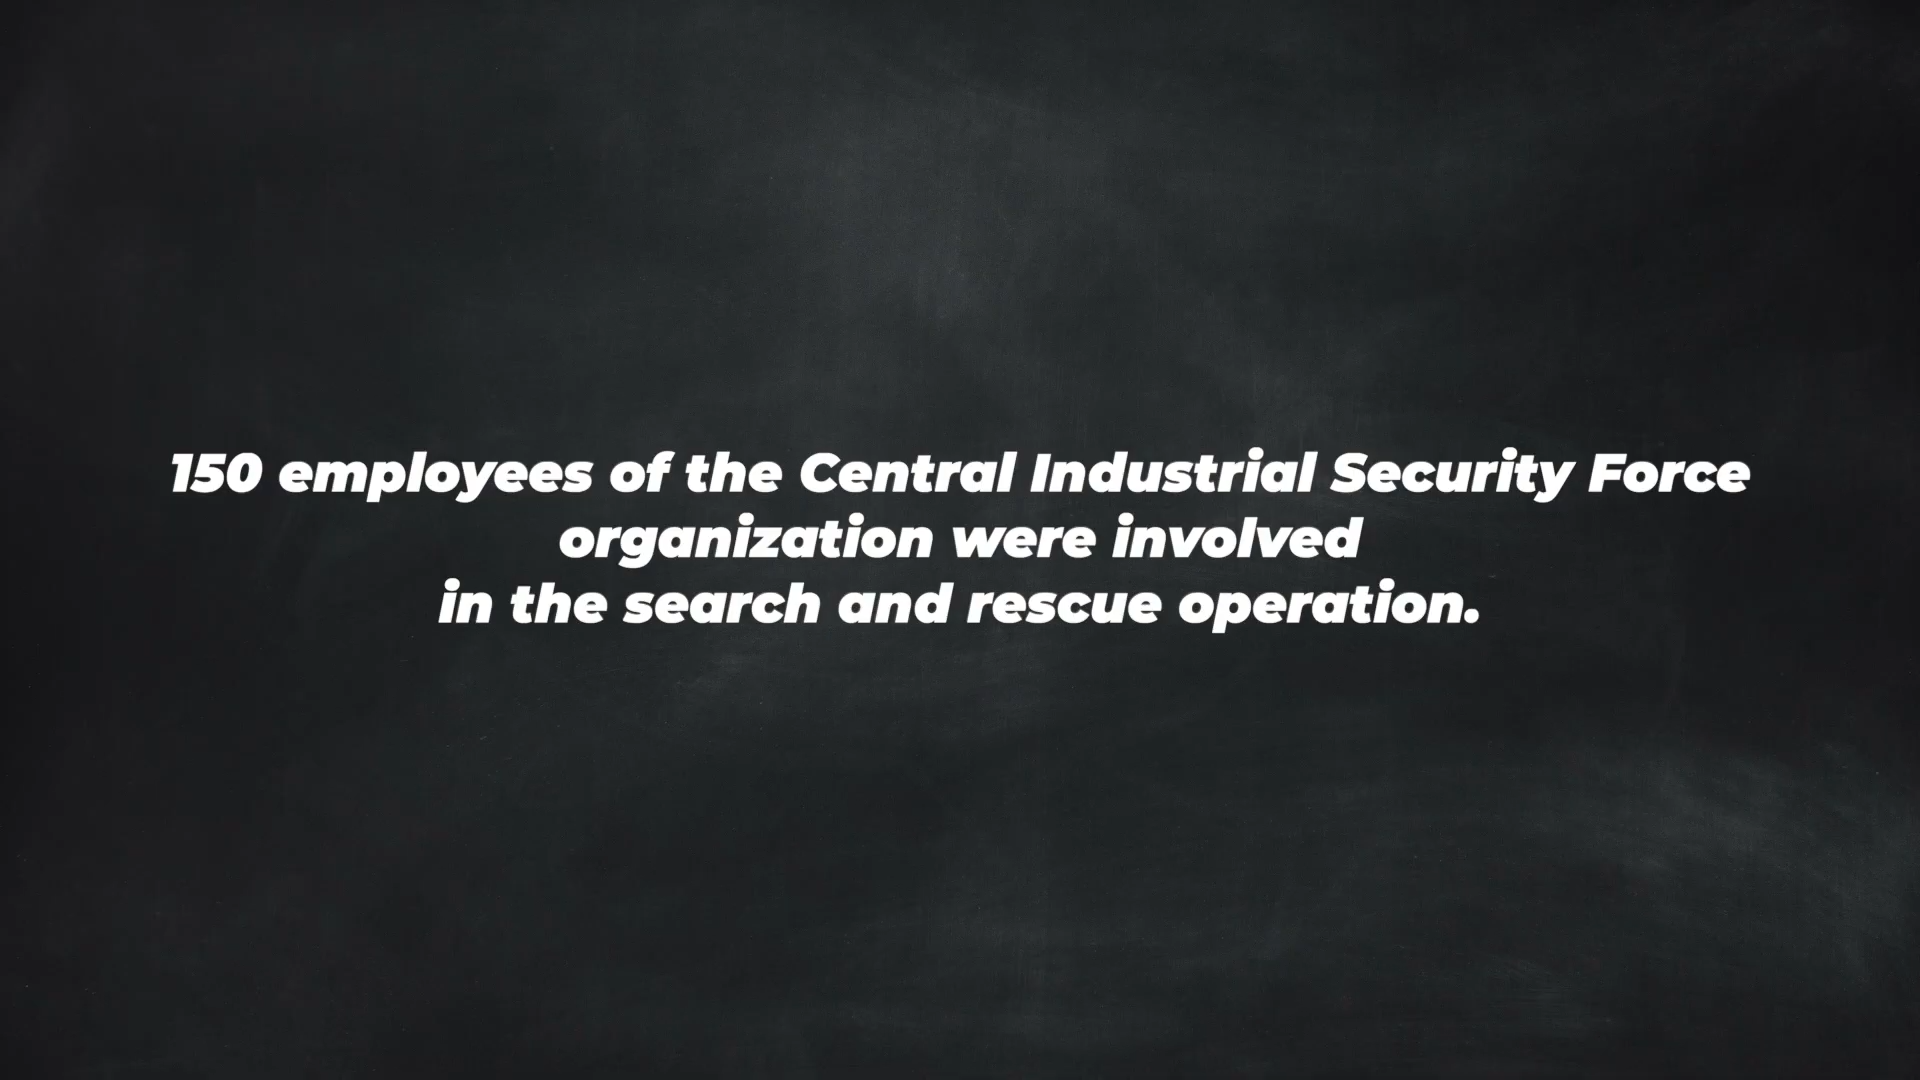 150 employees of the Central Industrial Security Force
organization were involved
in the search and rescue operation.